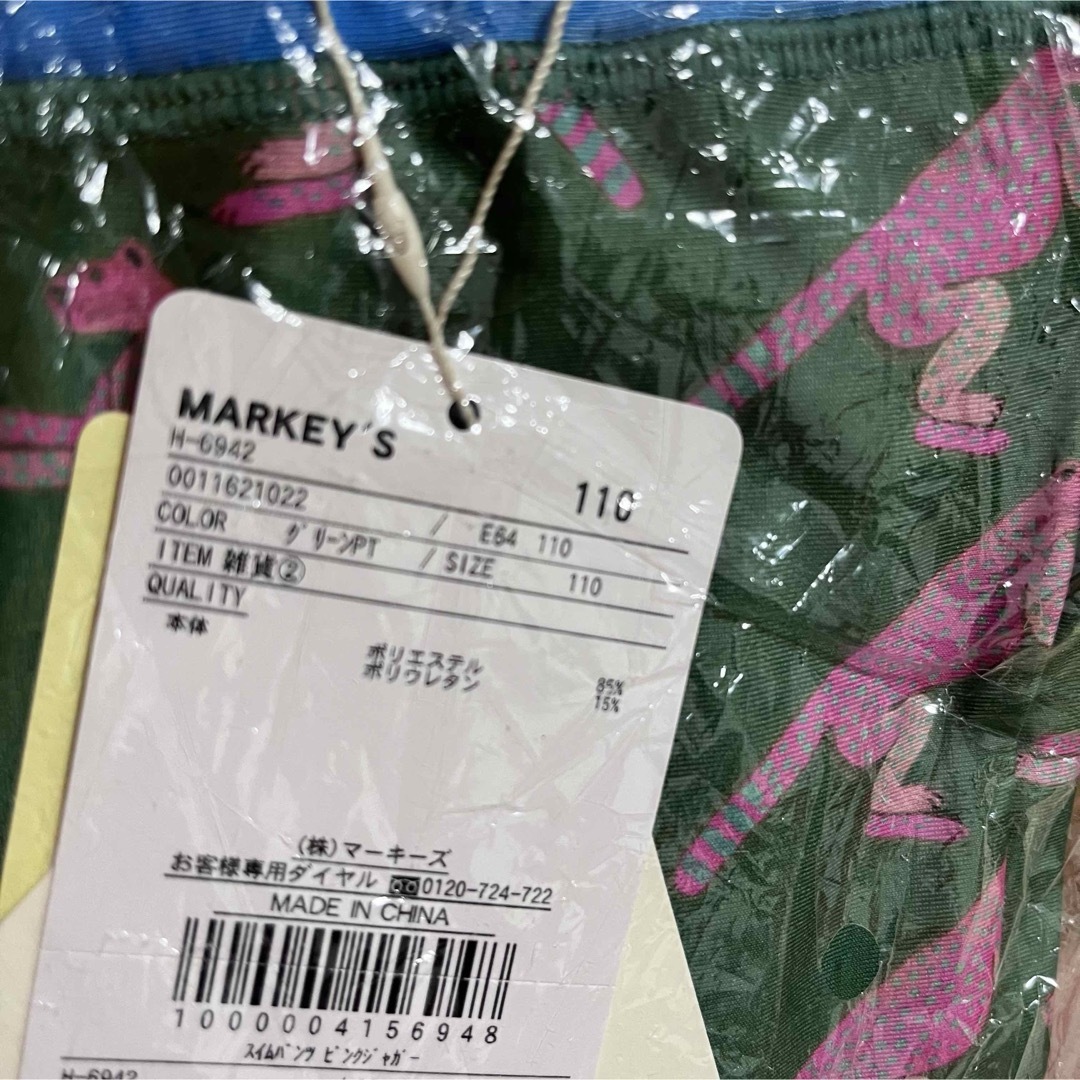 MARKEY'S
H-6942 110
0011621022 / E64 110
COLOR グリーンPT / SIZE 110
ITEM 雑貨②
QUALITY
本体
ポリエステル 85%
ポリウレタン 15%
(株)マーキーズ
お客様専用ダイヤル 0120-724-722
MADE IN CHINA
1000004156948
スイムパンツ ピンクジャガー
H-6942